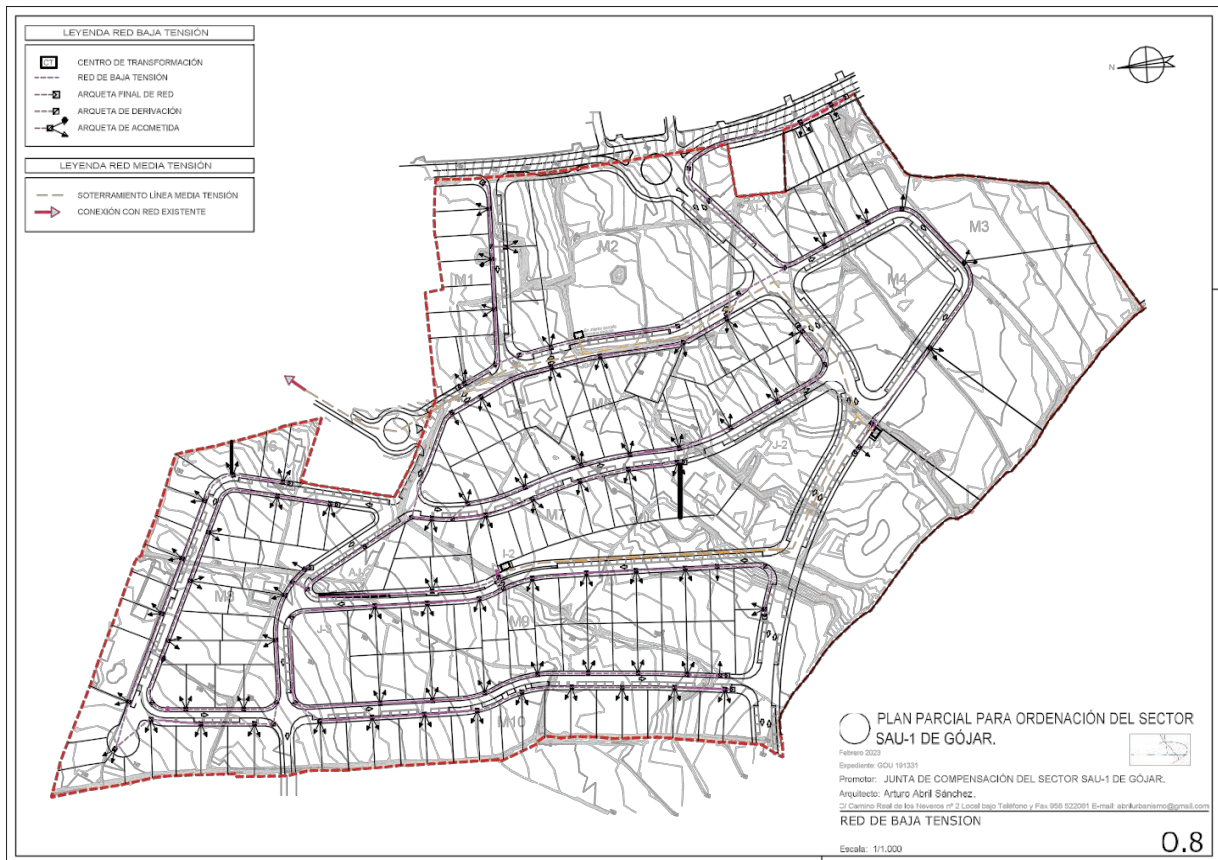 LEYENDA RED BAJA TENSIÓN
CT CENTRO DE TRANSFORMACIÓN
RED DE BAJA TENSIÓN
ARQUETA FINAL DE RED
ARQUETA DE DERIVACIÓN
ARQUETA DE ACOMETIDA
LEYENDA RED MEDIA TENSIÓN
SOTERRAMIENTO LÍNEA MEDIA TENSIÓN
CONEXIÓN CON RED EXISTENTE
N
M3
M2
M1
M4
M6
J-2
M7
I-2
M8
J-3
M9
M10
PLAN PARCIAL PARA ORDENACIÓN DEL SECTOR
SAU-1 DE GÓJAR.
Febrero 2023
Expediente: GDU 191331
Promotor: JUNTA DE COMPENSACIÓN DEL SECTOR SAU-1 DE GÓJAR.
Arquitecto: Arturo Abril Sánchez.
C/ Camino Real de los Neveros nº 2 Local bajo Teléfono y Fax 958 522001 E-mail: abrilurbanismo@gmail.com
RED DE BAJA TENSION
Escala: 1/1.000
O.8